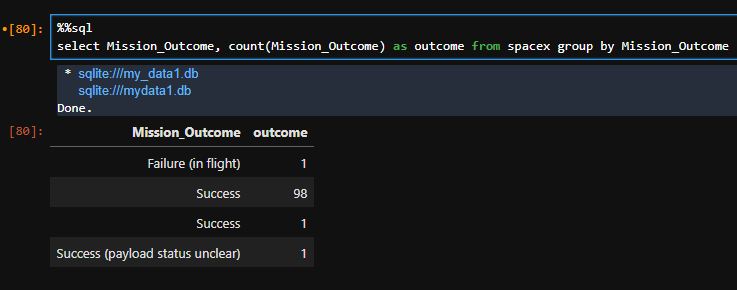 [80]:
%%sql
select Mission_Outcome, count(Mission_Outcome) as outcome from spacex group by Mission_Outcome
* sqlite:///my_data1.db
sqlite:///mydata1.db
Done.
[80]:
Mission_Outcome outcome
Failure (in flight) 1
Success 98
Success 1
Success (payload status unclear) 1